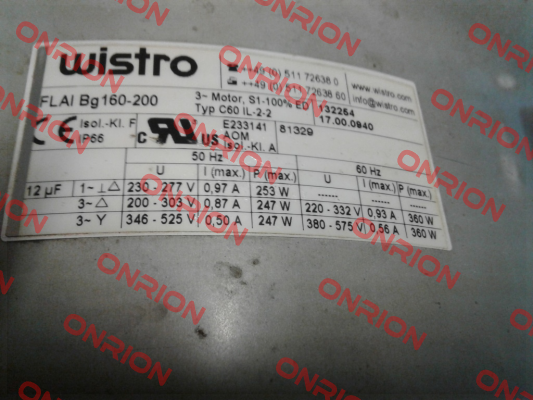 wistro
++49 (0) 511 72638 0
++49 (0) 511 72638 60
www.wistro.com
info@wistro.com
FLAI Bg160-200
3~ Motor, S1-100% ED
Typ C60 IL-2-2
132254
17.00.0940
CE Isol.-Kl. F
IP66
c UR US
E233141
AOM
Isol.-Kl. A
81329
50 Hz 60 Hz
U I (max.) P (max.) U I (max.) P (max.)
12 µF 1~ ⊥ △ 230 - 277 V 0,97 A 253 W ...... ...... ......
3~ △ 200 - 303 V 0,87 A 247 W 220 - 332 V 0,93 A 360 W
3~ Y 346 - 525 V 0,50 A 247 W 380 - 575 V 0,56 A 360 W
ONRION